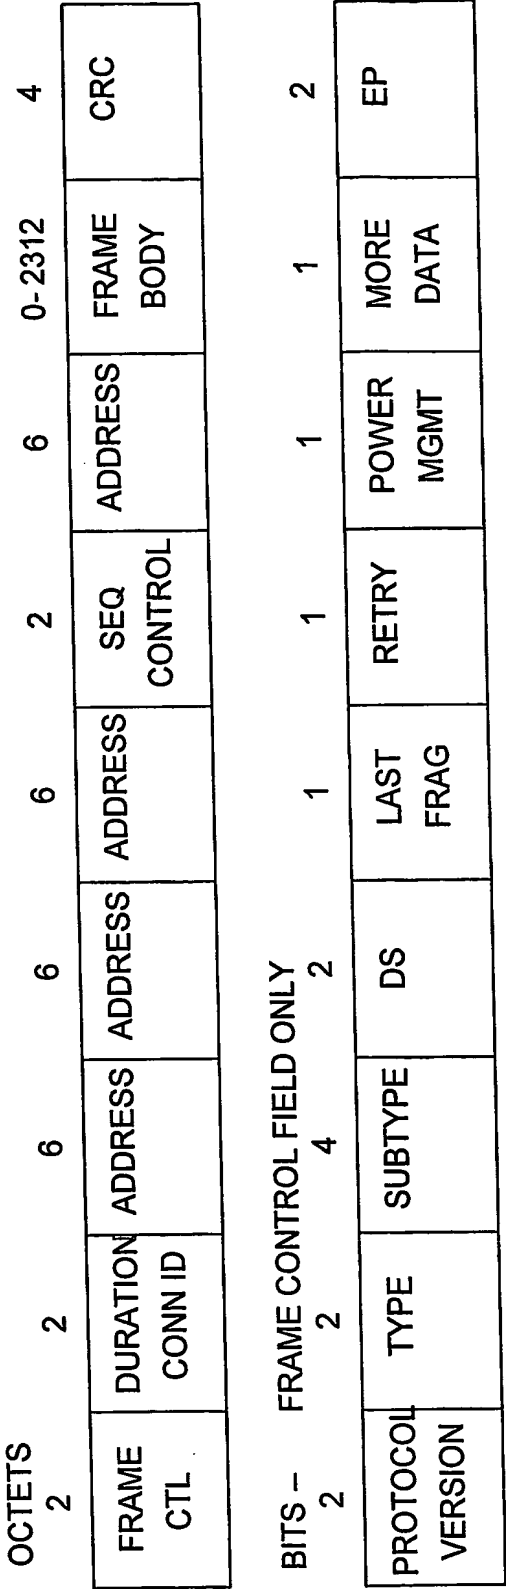 OCTETS
2 2 6 6 6 2 6 0-2312 4
FRAME DURATION ADDRESS ADDRESS ADDRESS SEQ ADDRESS FRAME CRC
CTL CONN ID CONTROL BODY
BITS – FRAME CONTROL FIELD ONLY
2 2 4 2 1 1 1 1 2
PROTOCOL TYPE SUBTYPE DS LAST RETRY POWER MORE EP
VERSION FRAG MGMT DATA